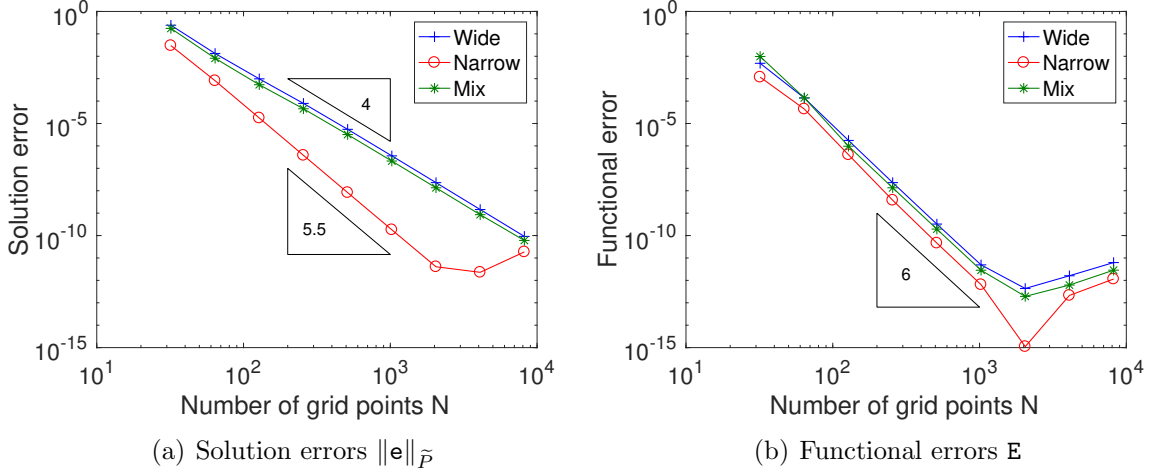 Solution error
10^0
10^-5
10^-10
10^-15
Wide
Narrow
Mix
4
5.5
10^1
10^2
10^3
10^4
Number of grid points N
(a) Solution errors ‖e‖_P̃
Functional error
10^0
10^-5
10^-10
10^-15
Wide
Narrow
Mix
6
10^1
10^2
10^3
10^4
Number of grid points N
(b) Functional errors E